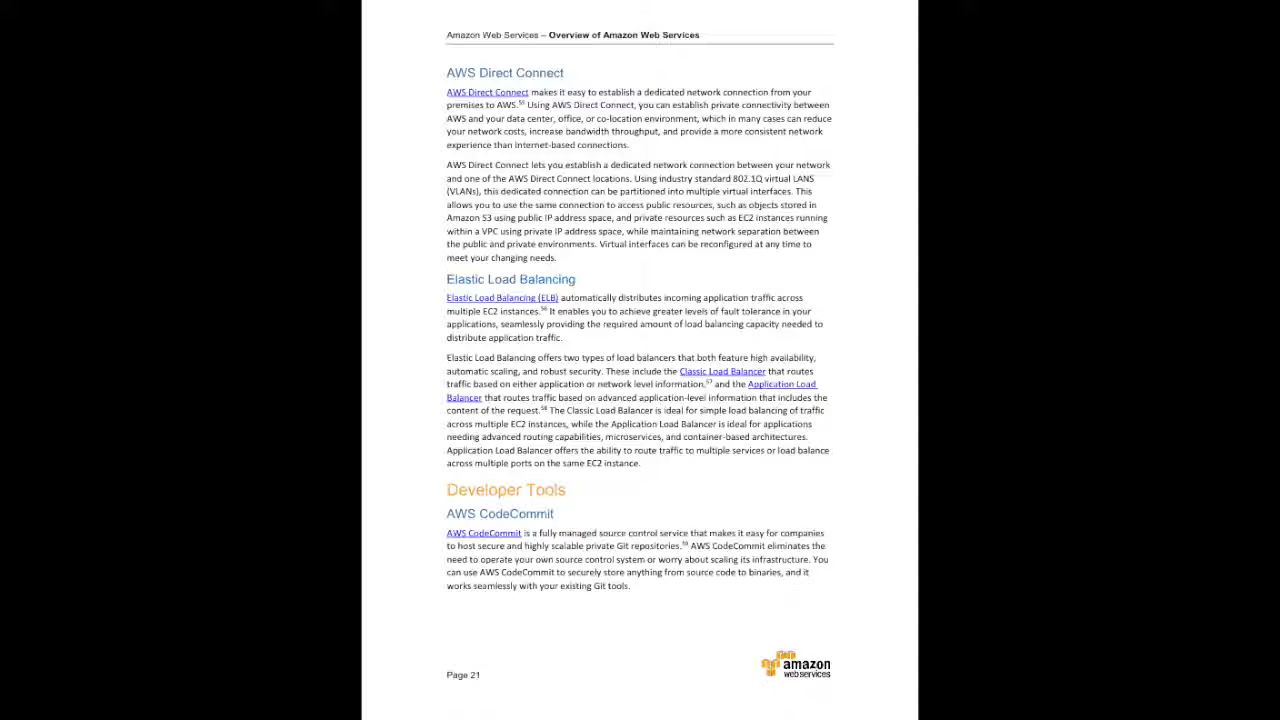 Amazon Web Services – Overview of Amazon Web Services
AWS Direct Connect
AWS Direct Connect makes it easy to establish a dedicated network connection from your
premises to AWS.55 Using AWS Direct Connect, you can establish private connectivity between
AWS and your data center, office, or co-location environment, which in many cases can reduce
your network costs, increase bandwidth throughput, and provide a more consistent network
experience than Internet-based connections.
AWS Direct Connect lets you establish a dedicated network connection between your network
and one of the AWS Direct Connect locations. Using industry standard 802.1Q virtual LANS
(VLANs), this dedicated connection can be partitioned into multiple virtual interfaces. This
allows you to use the same connection to access public resources, such as objects stored in
Amazon S3 using public IP address space, and private resources such as EC2 instances running
within a VPC using private IP address space, while maintaining network separation between
the public and private environments. Virtual interfaces can be reconfigured at any time to
meet your changing needs.
Elastic Load Balancing
Elastic Load Balancing (ELB) automatically distributes incoming application traffic across
multiple EC2 instances.56 It enables you to achieve greater levels of fault tolerance in your
applications, seamlessly providing the required amount of load balancing capacity needed to
distribute application traffic.
Elastic Load Balancing offers two types of load balancers that both feature high availability,
automatic scaling, and robust security. These include the Classic Load Balancer that routes
traffic based on either application or network level information,57 and the Application Load
Balancer that routes traffic based on advanced application-level information that includes the
content of the request.58 The Classic Load Balancer is ideal for simple load balancing of traffic
across multiple EC2 instances, while the Application Load Balancer is ideal for applications
needing advanced routing capabilities, microservices, and container-based architectures.
Application Load Balancer offers the ability to route traffic to multiple services or load balance
across multiple ports on the same EC2 instance.
Developer Tools
AWS CodeCommit
AWS CodeCommit is a fully managed source control service that makes it easy for companies
to host secure and highly scalable private Git repositories.59 AWS CodeCommit eliminates the
need to operate your own source control system or worry about scaling its infrastructure. You
can use AWS CodeCommit to securely store anything from source code to binaries, and it
works seamlessly with your existing Git tools.
Page 21
amazon
web services